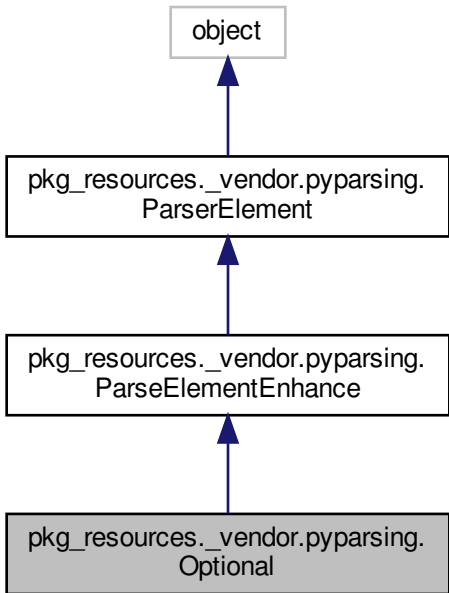 object
pkg_resources._vendor.pyparsing.
ParserElement
pkg_resources._vendor.pyparsing.
ParseElementEnhance
pkg_resources._vendor.pyparsing.
Optional